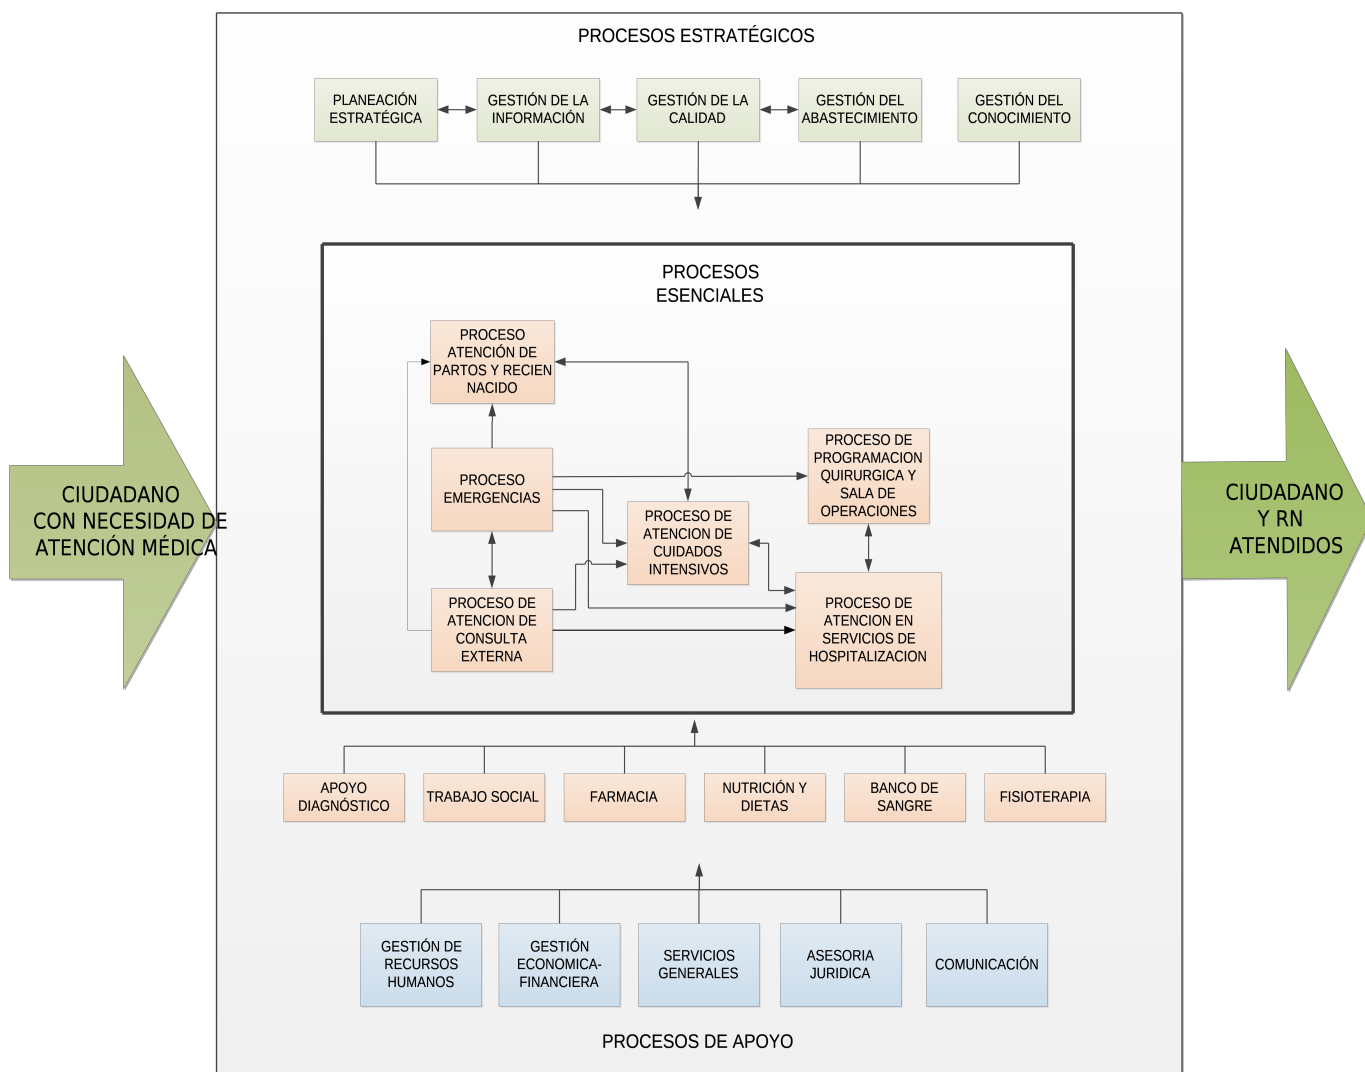 PROCESOS ESTRATÉGICOS
PLANEACIÓN
ESTRATÉGICA
GESTIÓN DE LA
INFORMACIÓN
GESTIÓN DE LA
CALIDAD
GESTIÓN DEL
ABASTECIMIENTO
GESTIÓN DEL
CONOCIMIENTO
CIUDADANO
CON NECESIDAD DE
ATENCIÓN MÉDICA
PROCESOS
ESENCIALES
PROCESO
ATENCIÓN DE
PARTOS Y RECIEN
NACIDO
PROCESO
EMERGENCIAS
PROCESO DE
ATENCION DE
CONSULTA
EXTERNA
PROCESO DE
ATENCION DE
CUIDADOS
INTENSIVOS
PROCESO DE
PROGRAMACION
QUIRURGICA Y
SALA DE
OPERACIONES
PROCESO DE
ATENCION EN
SERVICIOS DE
HOSPITALIZACION
CIUDADANO
Y RN
ATENDIDOS
APOYO
DIAGNÓSTICO
TRABAJO SOCIAL
FARMACIA
NUTRICIÓN Y
DIETAS
BANCO DE
SANGRE
FISIOTERAPIA
GESTIÓN DE
RECURSOS
HUMANOS
GESTIÓN
ECONOMICA-
FINANCIERA
SERVICIOS
GENERALES
ASESORIA
JURIDICA
COMUNICACIÓN
PROCESOS DE APOYO